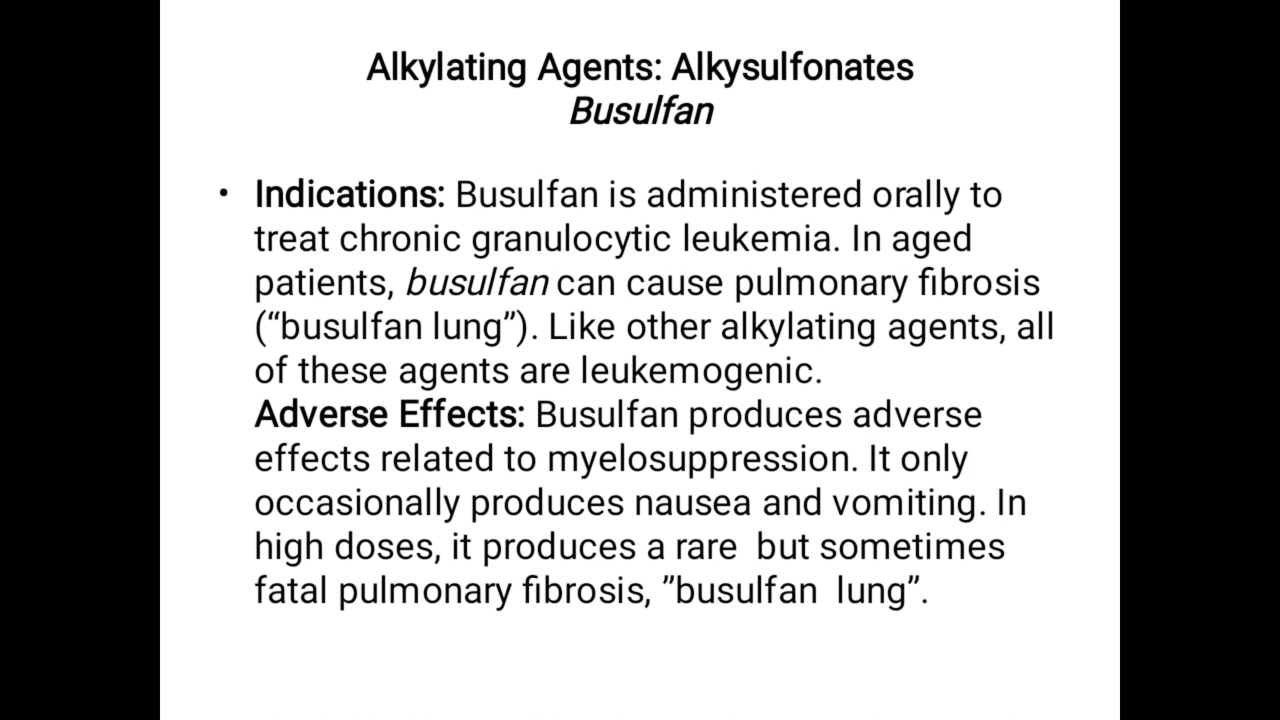 Alkylating Agents: Alkysulfonates
Busulfan
• Indications: Busulfan is administered orally to
treat chronic granulocytic leukemia. In aged
patients, busulfan can cause pulmonary fibrosis
(“busulfan lung”). Like other alkylating agents, all
of these agents are leukemogenic.
Adverse Effects: Busulfan produces adverse
effects related to myelosuppression. It only
occasionally produces nausea and vomiting. In
high doses, it produces a rare  but sometimes
fatal pulmonary fibrosis, ”busulfan  lung”.